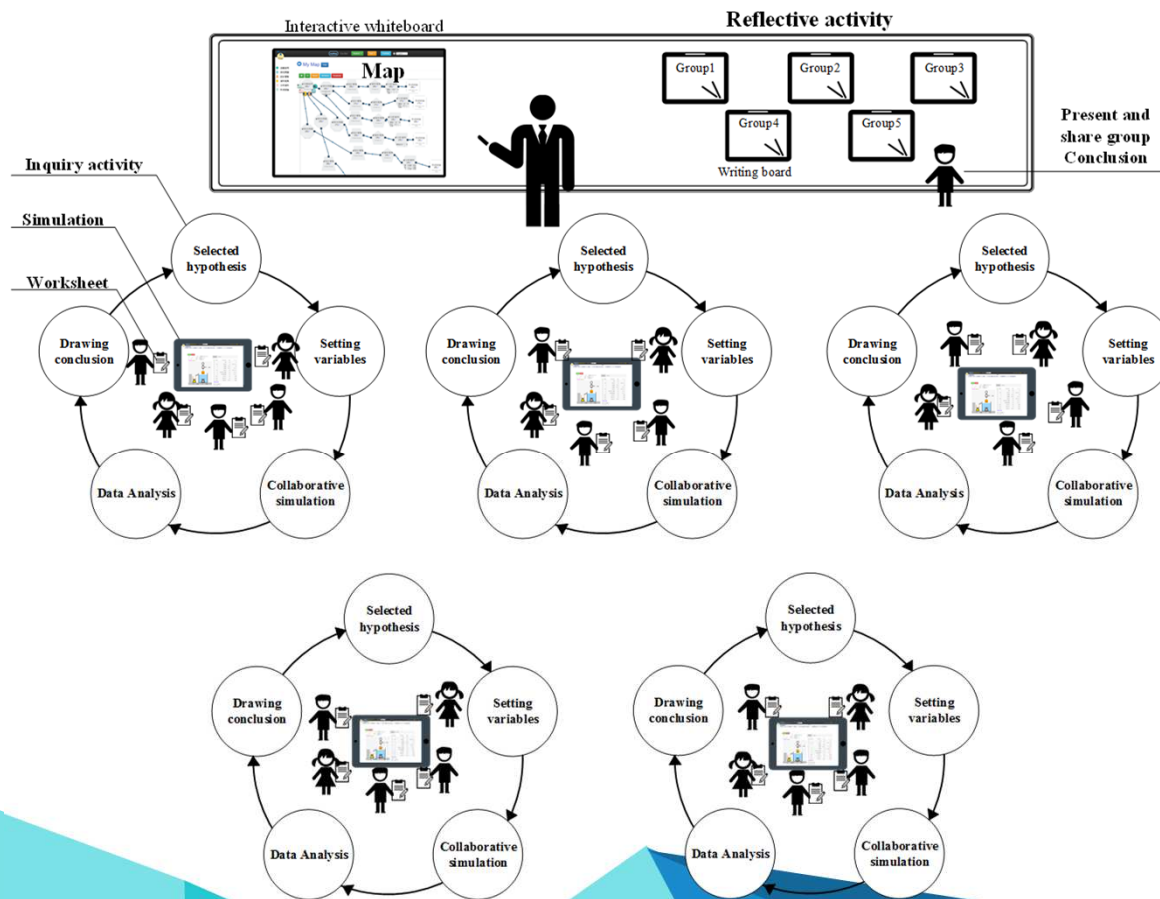 Interactive whiteboard
Reflective activity
My Map
Map
Group1
Group2
Group3
Group4
Group5
Writing board
Present and
share group
Conclusion
Inquiry activity
Simulation
Worksheet
Selected
hypothesis
Drawing
conclusion
Setting
variables
Data Analysis
Collaborative
simulation
Selected
hypothesis
Drawing
conclusion
Setting
variables
Data Analysis
Collaborative
simulation
Selected
hypothesis
Drawing
conclusion
Setting
variables
Data Analysis
Collaborative
simulation
Selected
hypothesis
Drawing
conclusion
Setting
variables
Data Analysis
Collaborative
simulation
Selected
hypothesis
Drawing
conclusion
Setting
variables
Data Analysis
Collaborative
simulation